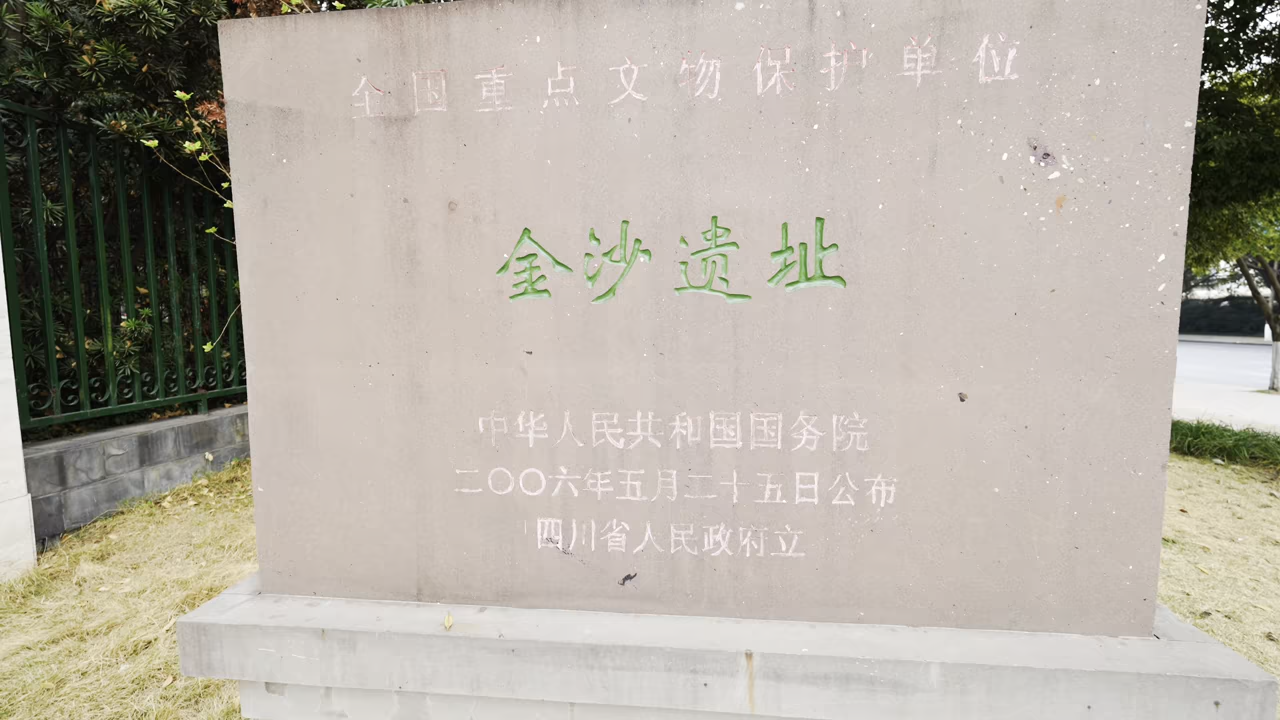 全国重点文物保护单位
金沙遗址
中华人民共和国国务院
二〇〇六年五月二十五日公布
四川省人民政府立